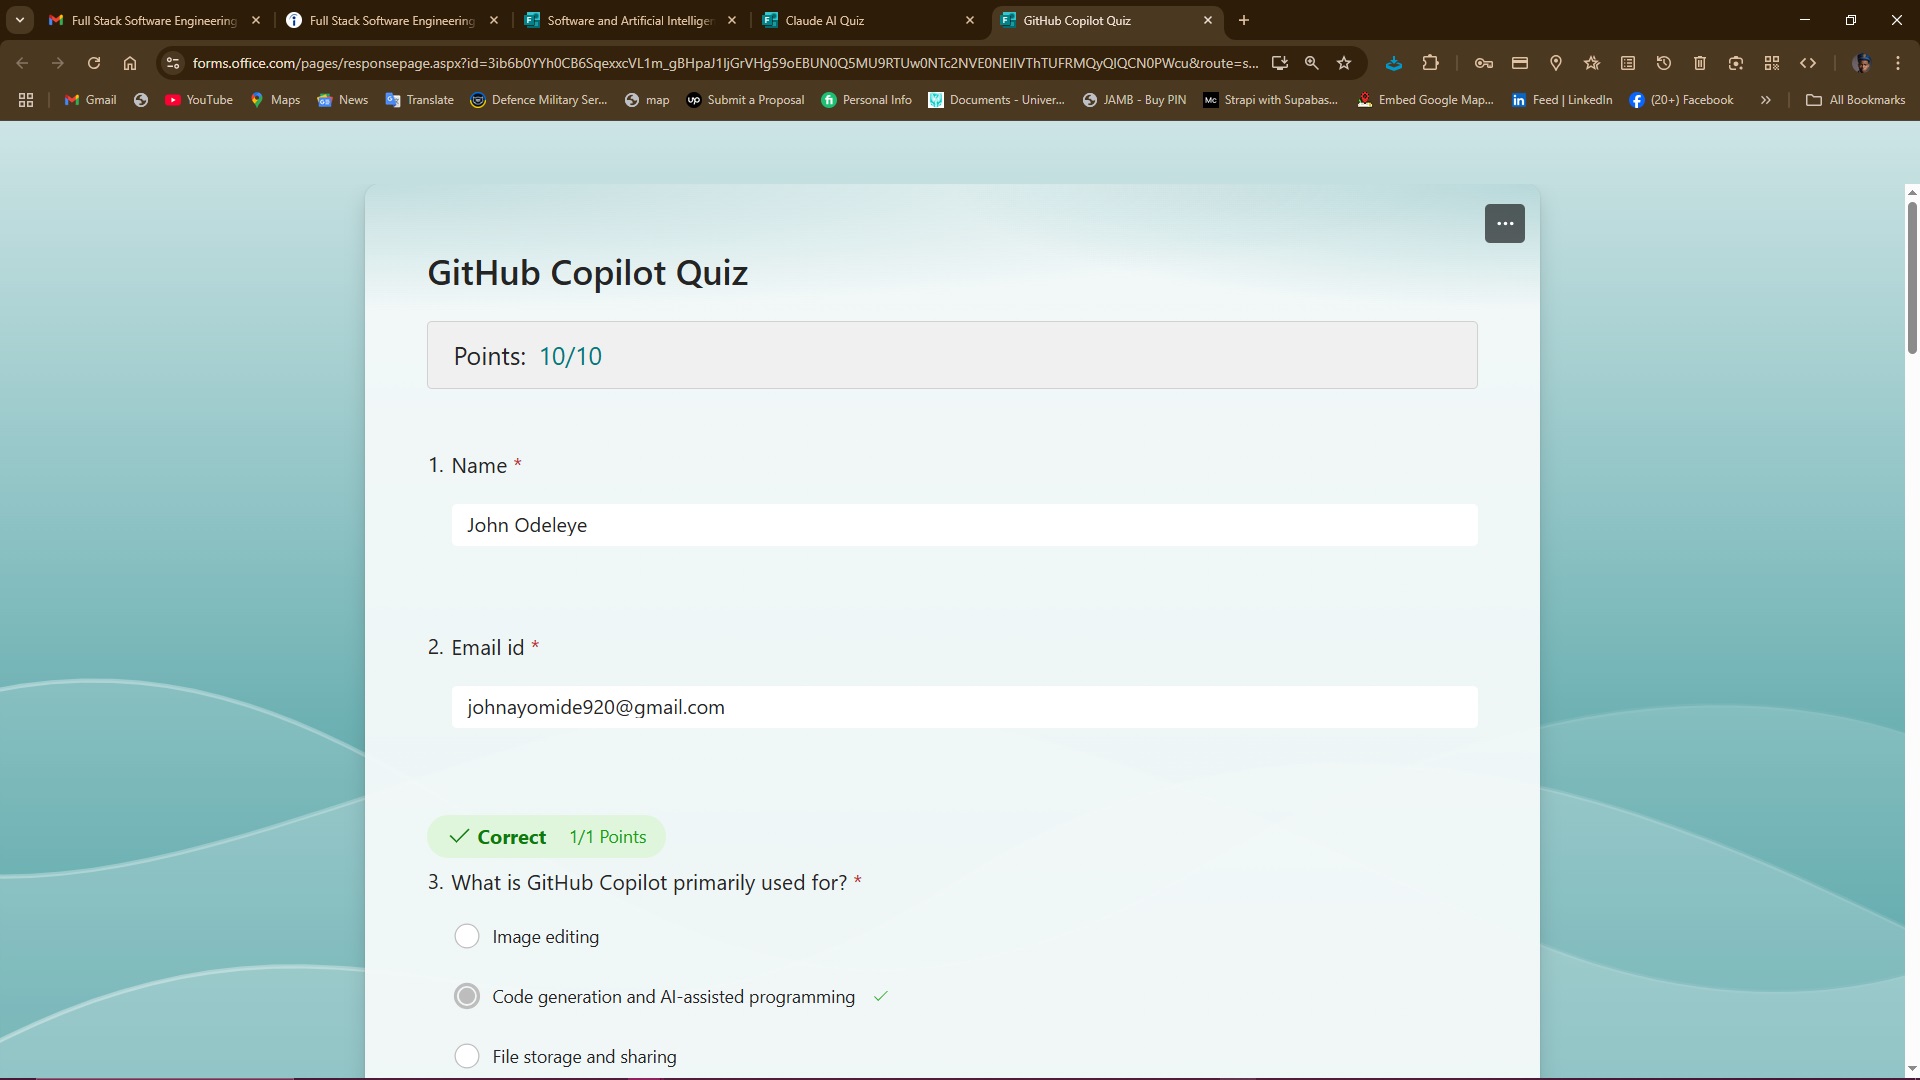 Full Stack Software Engineering
Full Stack Software Engineering
Software and Artificial Intelliger
Claude AI Quiz
GitHub Copilot Quiz
forms.office.com/pages/responsepage.aspx?id=3ib6b0YYh0CB6SqexxcVL1m_gBHpaJ1IjGrVHg59oEBUN0Q5MU9RTUw0NTc2NVE0NElIVThTUFRMQyQlQCN0PWcu&route=s...
Gmail
YouTube
Maps
News
Translate
Defence Military Ser...
map
Submit a Proposal
Personal Info
Documents - Univer...
JAMB - Buy PIN
Strapi with Supabas...
Embed Google Map...
Feed | LinkedIn
(20+) Facebook
All Bookmarks
GitHub Copilot Quiz
Points: 10/10
1. Name *
John Odeleye
2. Email id *
johnayomide920@gmail.com
Correct 1/1 Points
3. What is GitHub Copilot primarily used for? *
Image editing
Code generation and AI-assisted programming
File storage and sharing